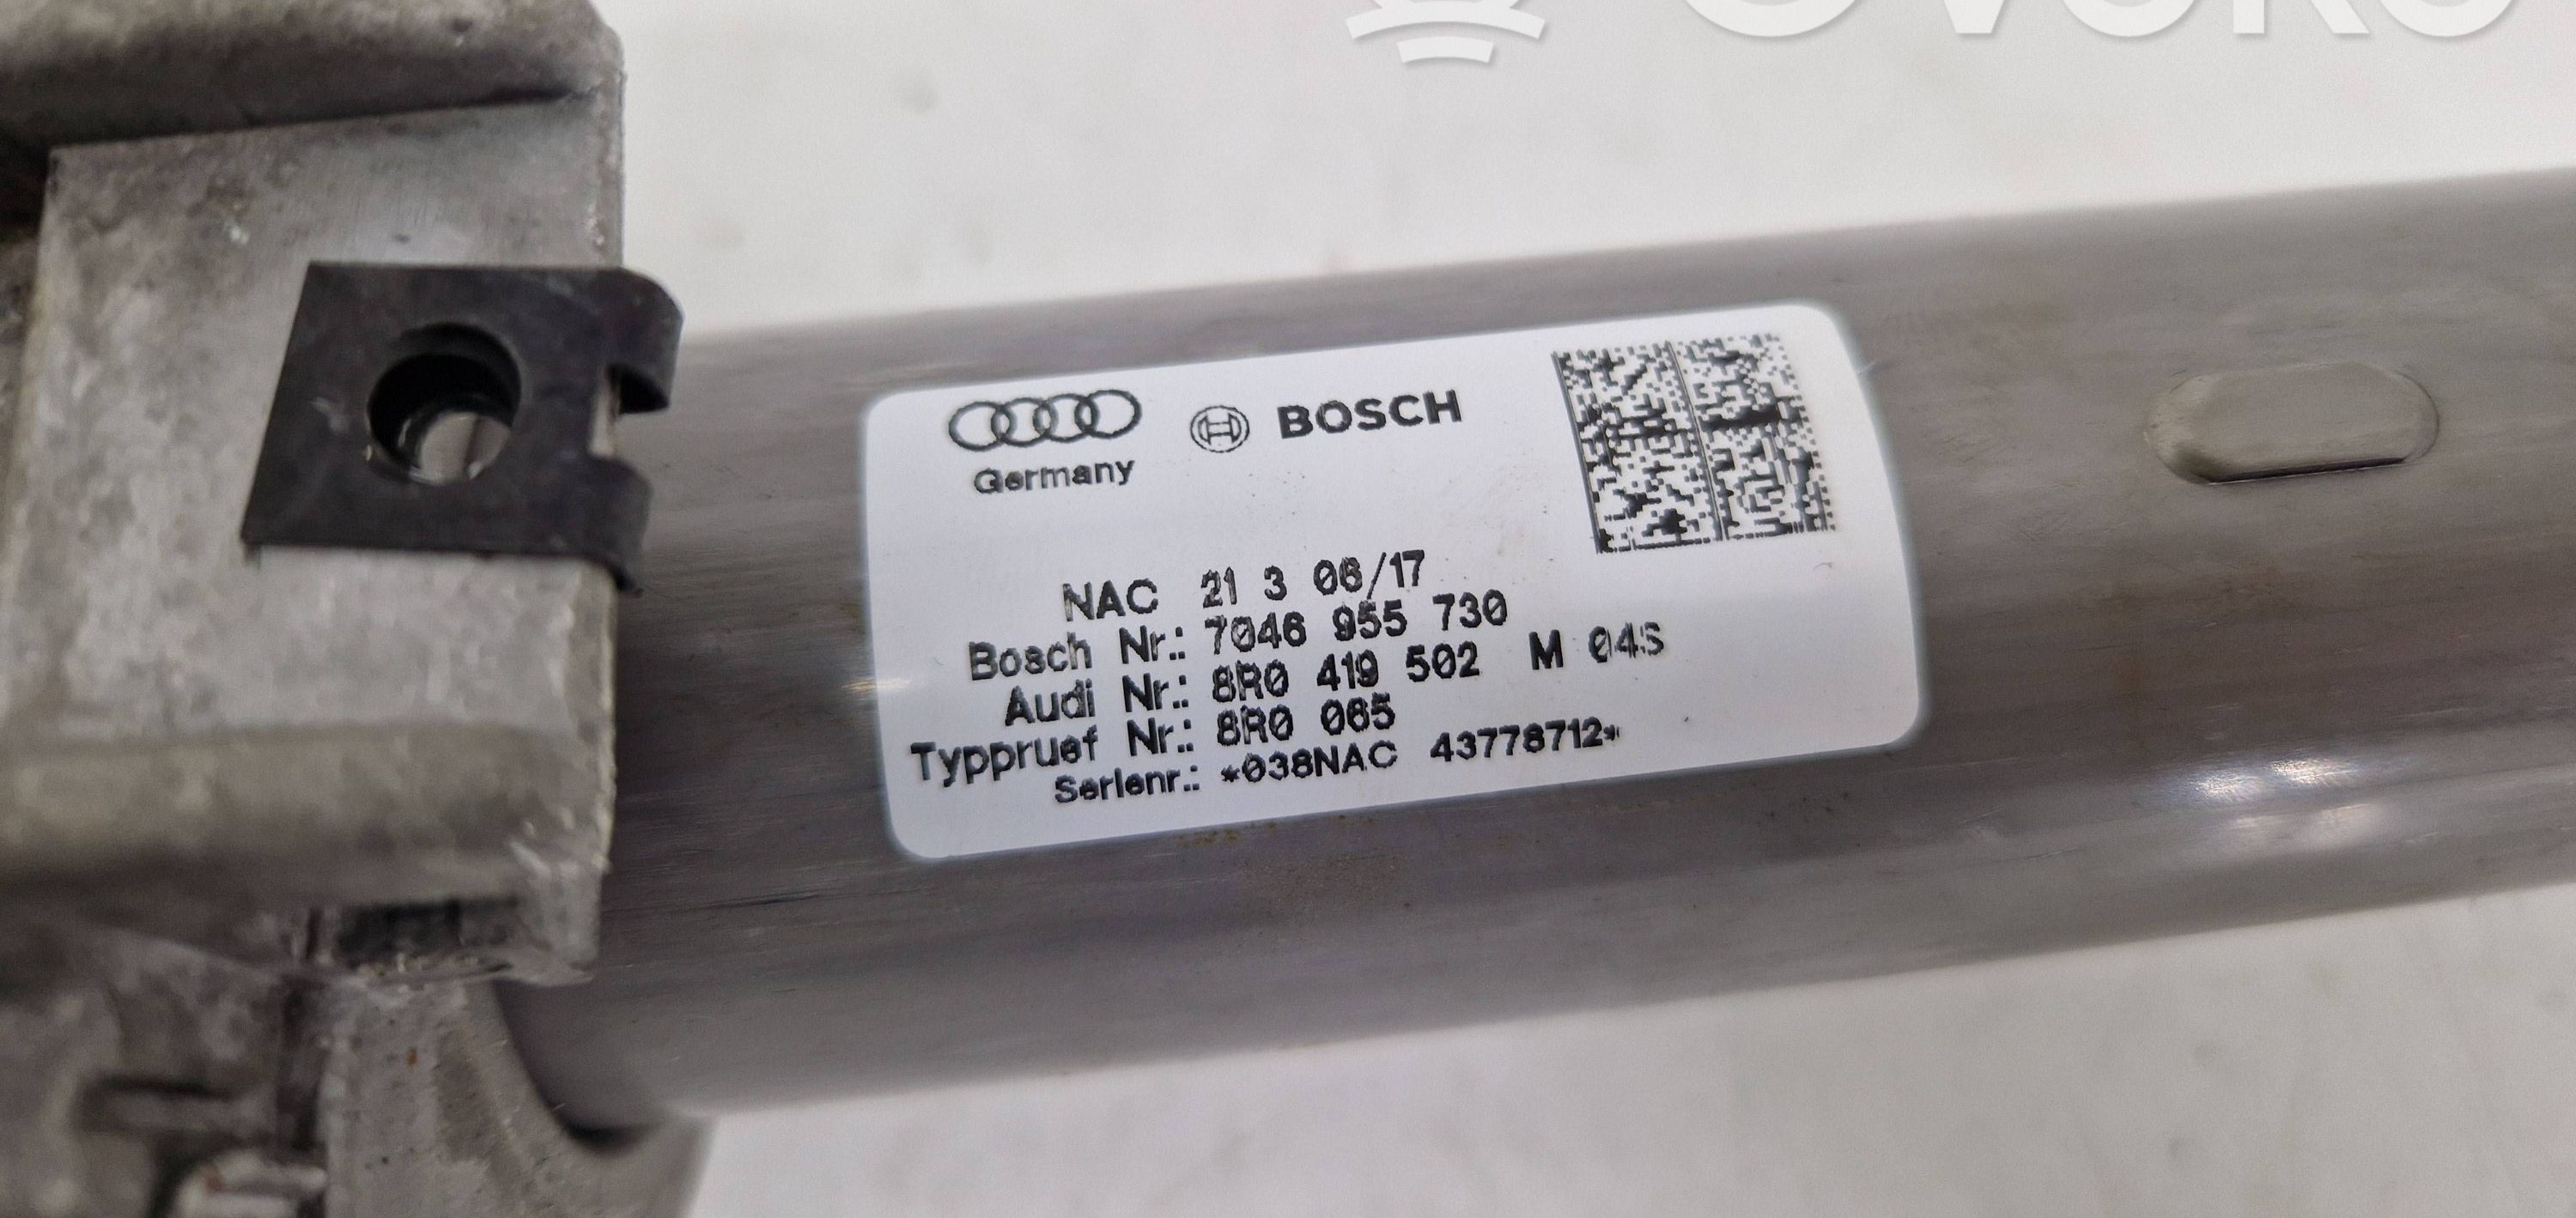 OVOKO
Germany
BOSCH
NAC 21 3 06/17
Bosch Nr.: 7046 955 730
Audi Nr.: 8R0 419 502 M 04S
Typpruef Nr.: 8R0 065
Serienr.: *038NAC 43778712*